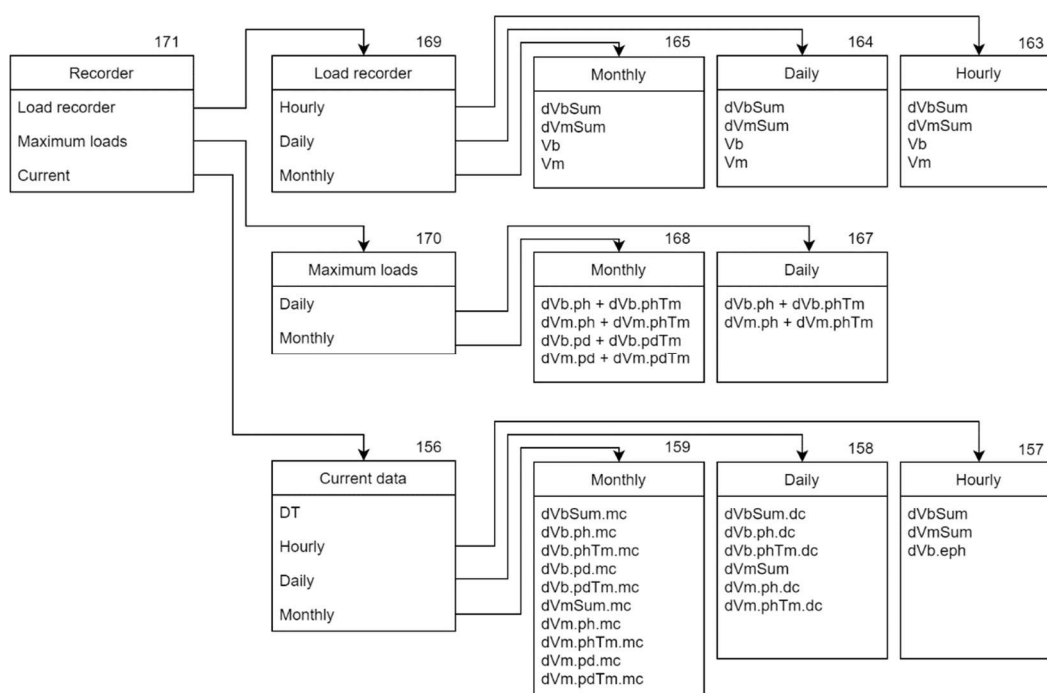 171
Recorder
Load recorder
Maximum loads
Current
169
Load recorder
Hourly
Daily
Monthly
165
Monthly
dVbSum
dVmSum
Vb
Vm
164
Daily
dVbSum
dVmSum
Vb
Vm
163
Hourly
dVbSum
dVmSum
Vb
Vm
170
Maximum loads
Daily
Monthly
168
Monthly
dVb.ph + dVb.phTm
dVm.ph + dVm.phTm
dVb.pd + dVb.pdTm
dVm.pd + dVm.pdTm
167
Daily
dVb.ph + dVb.phTm
dVm.ph + dVm.phTm
156
Current data
DT
Hourly
Daily
Monthly
159
Monthly
dVbSum.mc
dVb.ph.mc
dVb.phTm.mc
dVb.pd.mc
dVb.pdTm.mc
dVmSum.mc
dVm.ph.mc
dVm.phTm.mc
dVm.pd.mc
dVm.pdTm.mc
158
Daily
dVbSum.dc
dVb.ph.dc
dVb.phTm.dc
dVmSum
dVm.ph.dc
dVm.phTm.dc
157
Hourly
dVbSum
dVmSum
dVb.eph